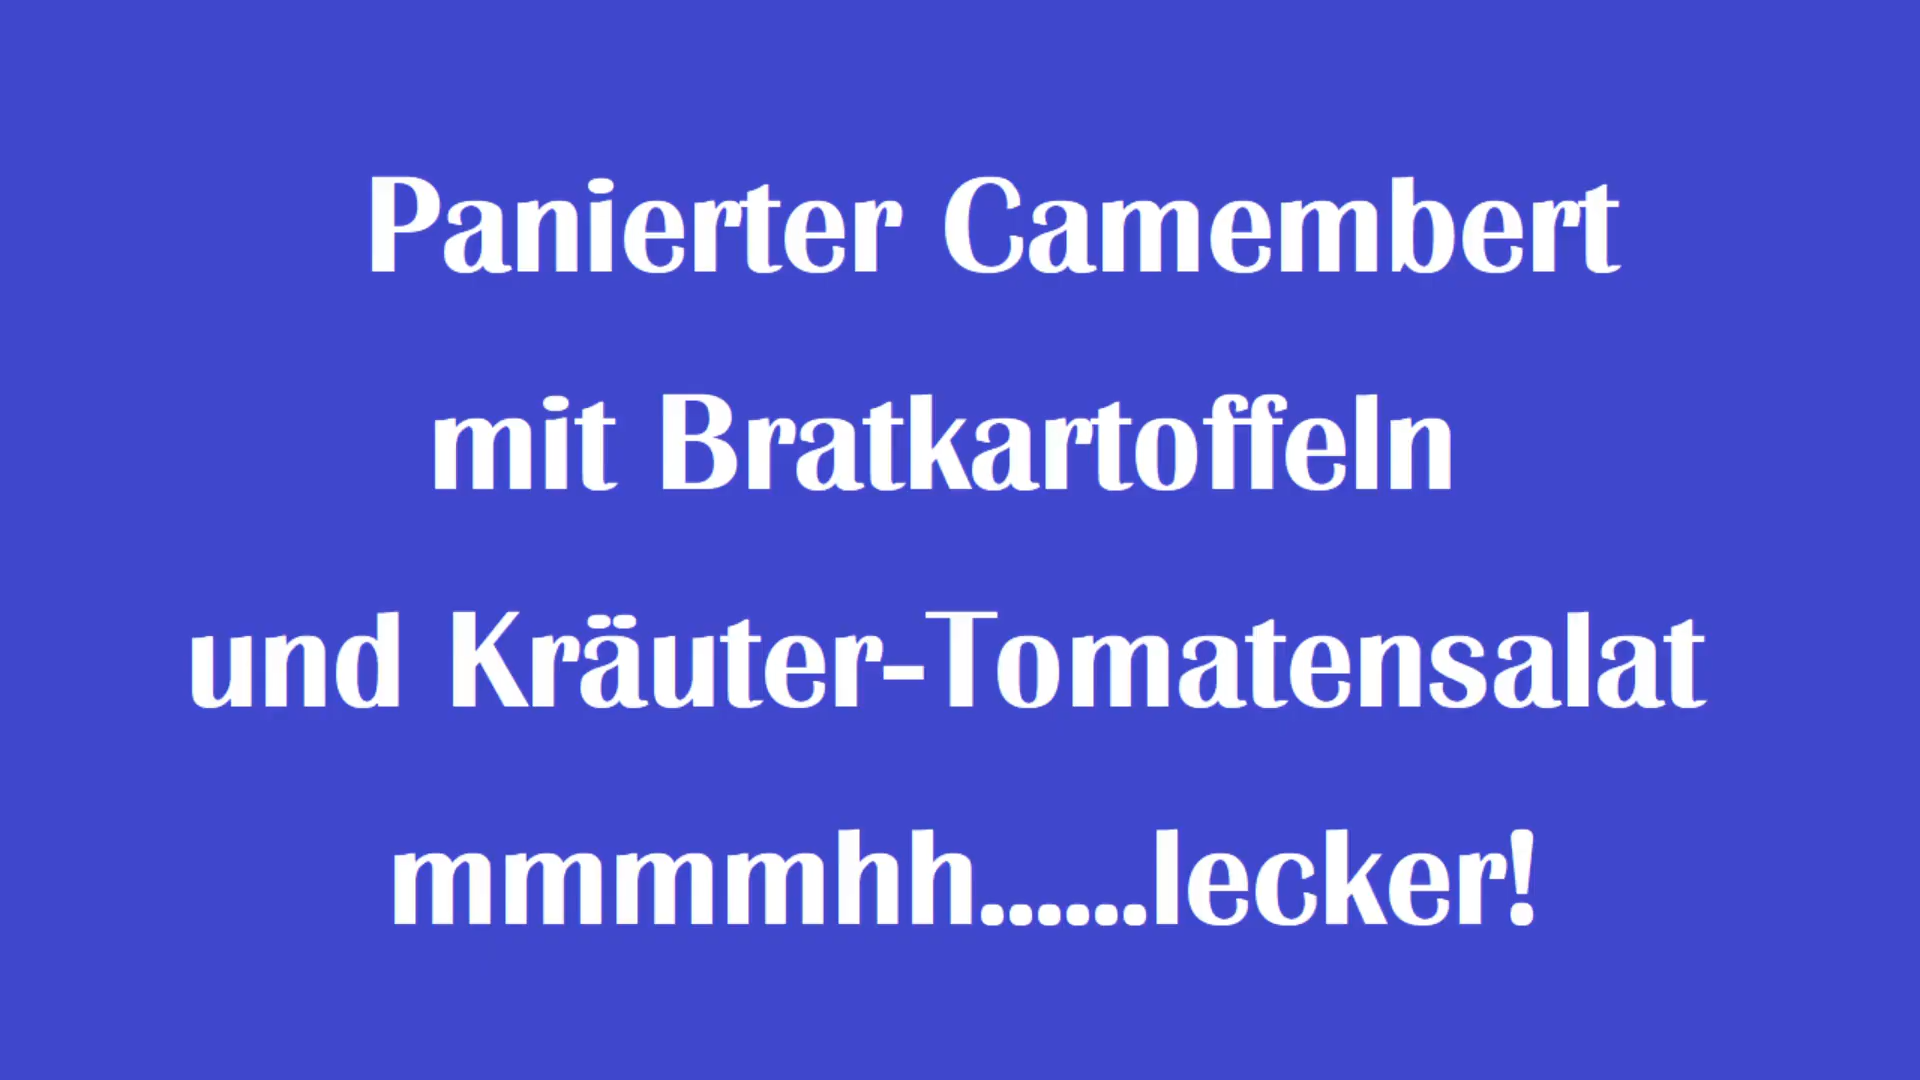 Panierter Camembert
mit Bratkartoffeln
und Kräuter-Tomatensalat
mmmmhh......lecker!